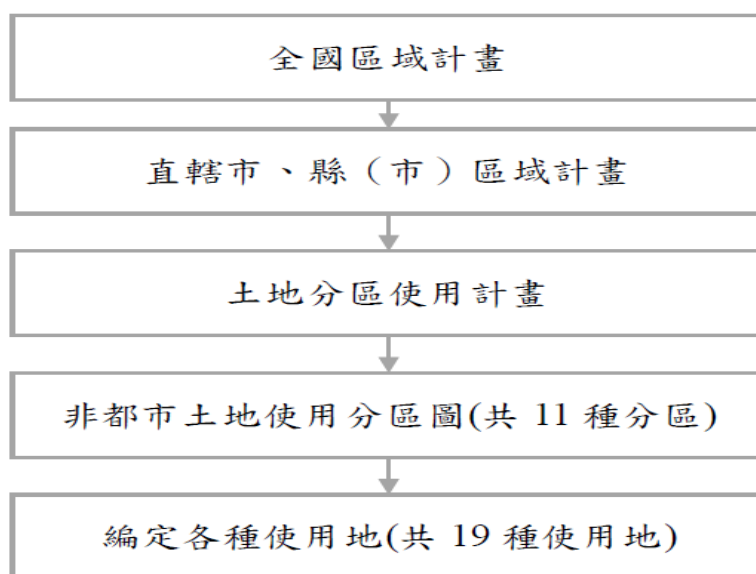 全國區域計畫
直轄市、縣（市）區域計畫
土地分區使用計畫
非都市土地使用分區圖(共 11 種分區)
編定各種使用地(共 19 種使用地)